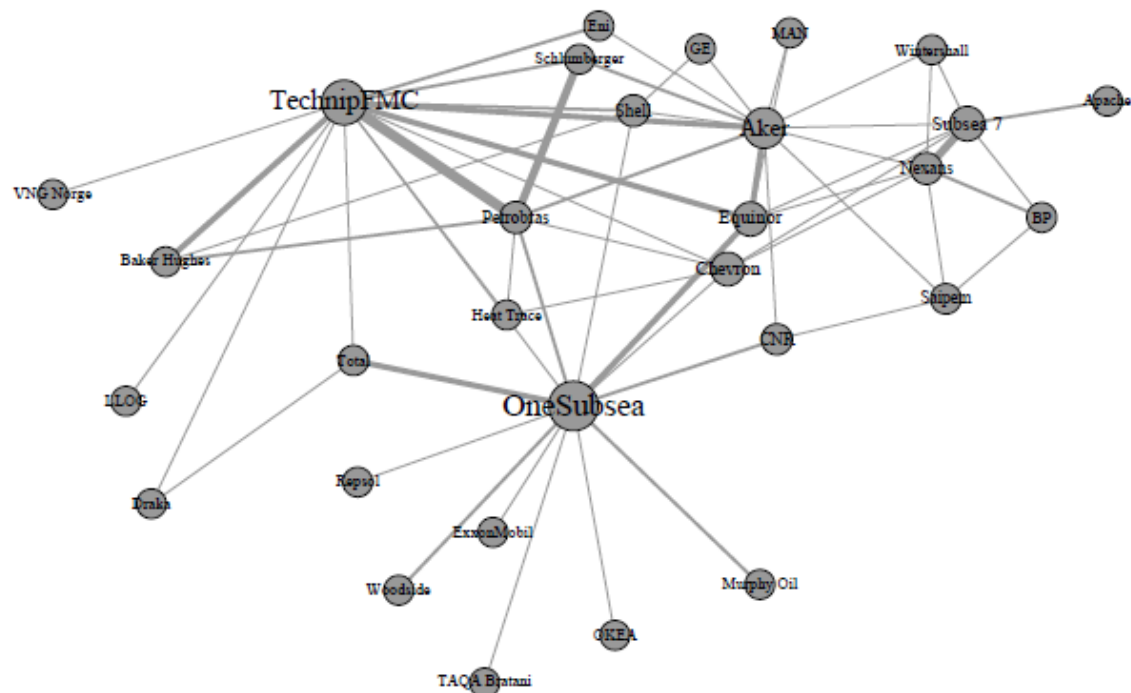 Eni
MAN
GE
Wintershall
Schlumberger
TechnipFMC
Apache
Shell
Aker
Subsea 7
Nexans
VNG Norge
Petrobras
Equinor
BP
Baker Hughes
Chevron
Saipem
Heat Trace
CNR
Total
LLOG
OneSubsea
Repsol
Draka
ExxonMobil
Woodside
Murphy Oil
OKEA
TAQA Bratani